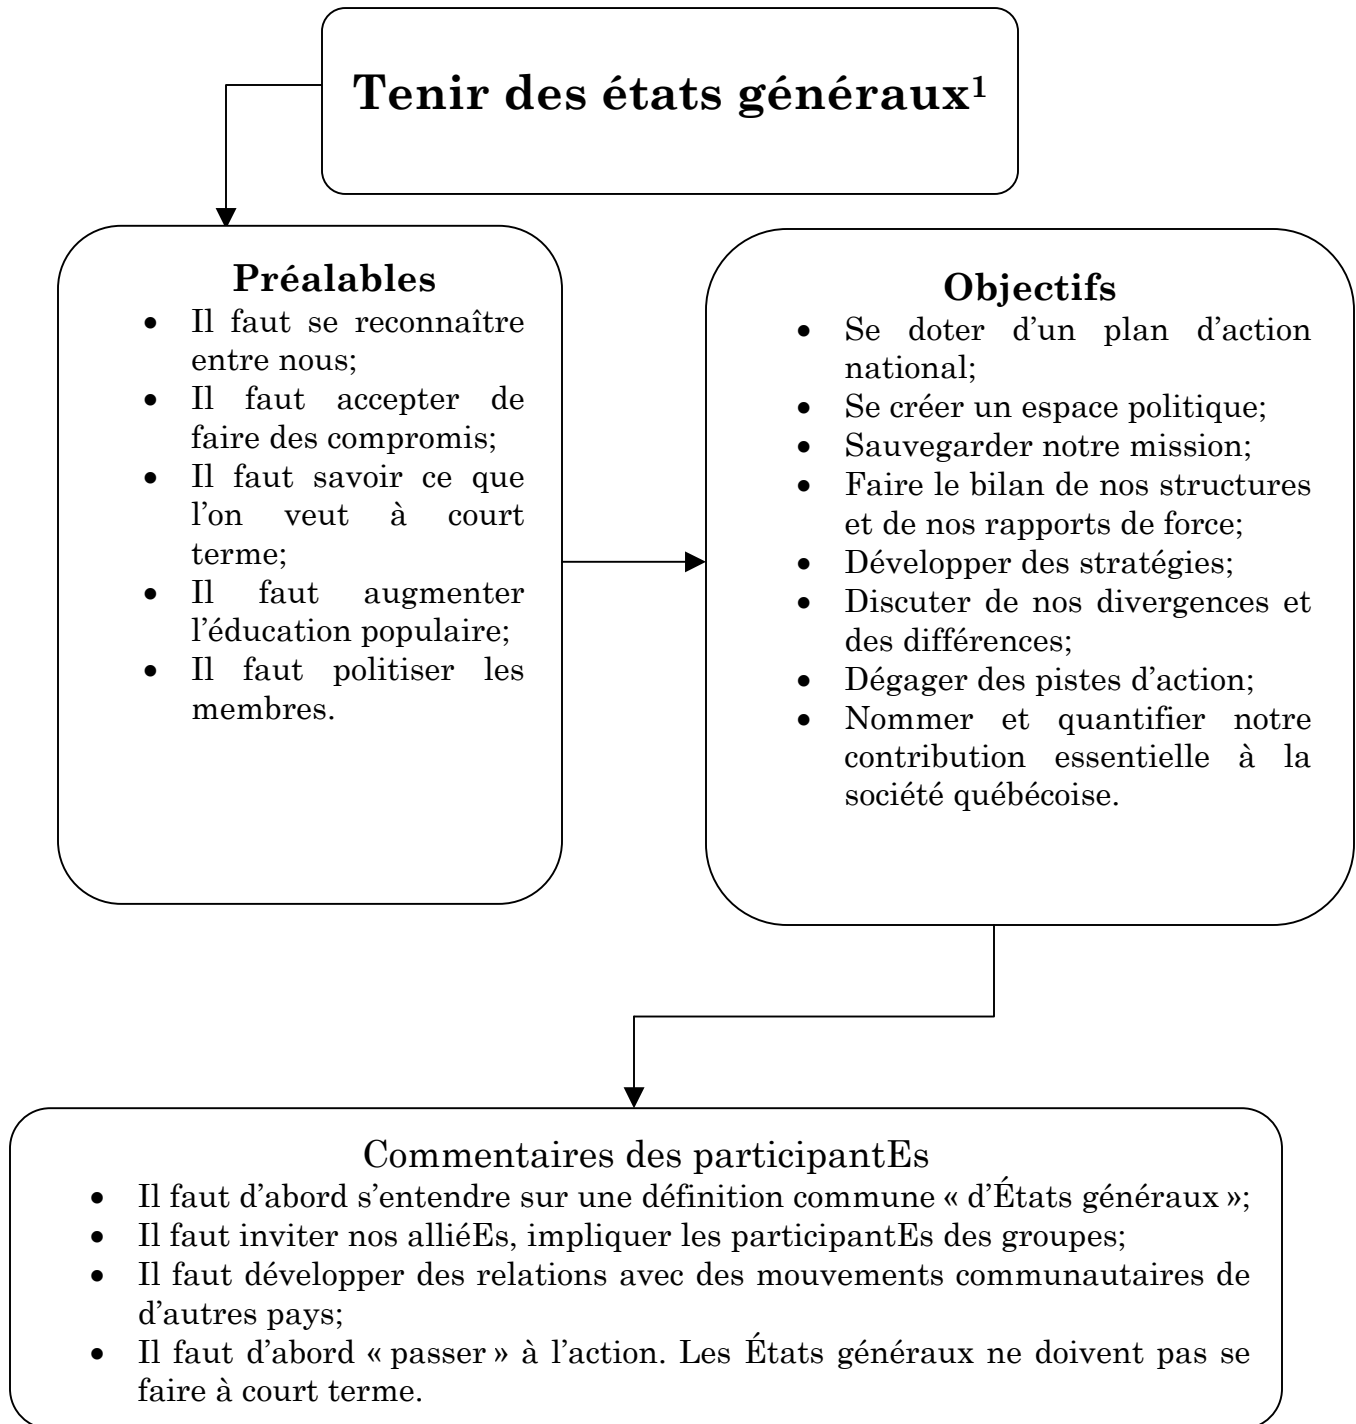 Tenir des états généraux¹
Préalables
• Il faut se reconnaître
entre nous;
• Il faut accepter de
faire des compromis;
• Il faut savoir ce que
l'on veut à court
terme;
• Il faut augmenter
l'éducation populaire;
• Il faut politiser les
membres.
Objectifs
• Se doter d'un plan d'action
national;
• Se créer un espace politique;
• Sauvegarder notre mission;
• Faire le bilan de nos structures
et de nos rapports de force;
• Développer des stratégies;
• Discuter de nos divergences et
des différences;
• Dégager des pistes d'action;
• Nommer et quantifier notre
contribution essentielle à la
société québécoise.
Commentaires des participantEs
• Il faut d'abord s'entendre sur une définition commune « d'États généraux »;
• Il faut inviter nos alliéEs, impliquer les participantEs des groupes;
• Il faut développer des relations avec des mouvements communautaires de
d'autres pays;
• Il faut d'abord « passer » à l'action. Les États généraux ne doivent pas se
faire à court terme.